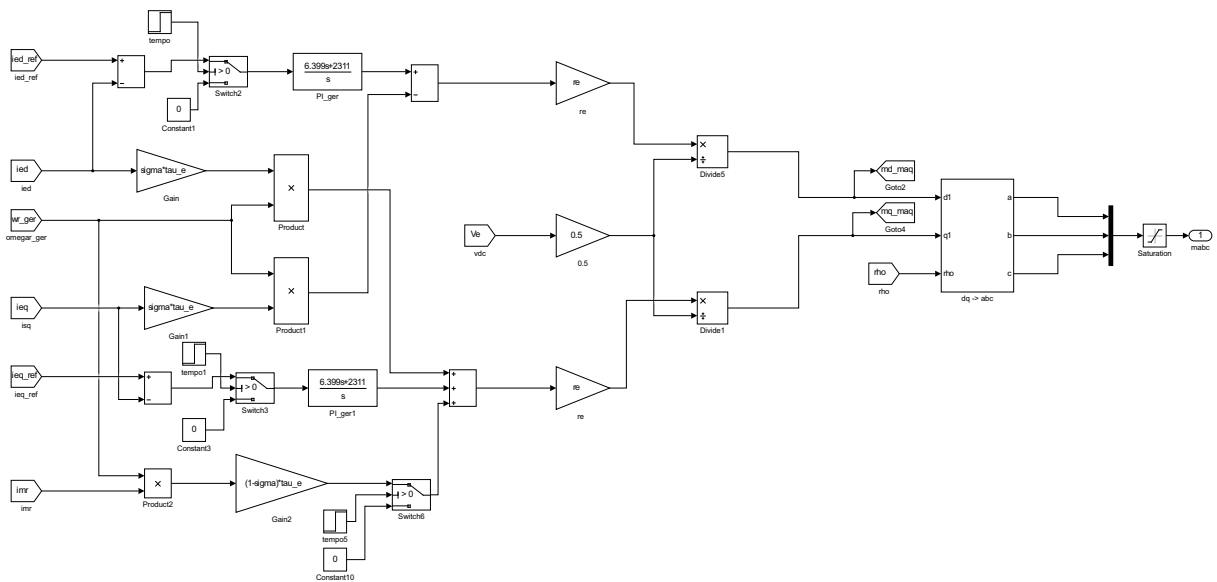 tempo
ied_ref
ied_ref
+
−
> 0
Switch2
0
Constant1
6.399s+2311
s
PI_ger
+
−
re
re
ied
ied
sigma*tau_e
Gain
×
Product
wr_ger
omegar_ger
×
Product1
ieq
isq
sigma*tau_e
Gain1
Ve
vdc
0.5
0.5
×
÷
Divide5
×
÷
Divide1
md_maq
Goto2
mq_maq
Goto4
rho
rho
d1
q1
rho
a
b
c
dq -> abc
Saturation
1
mabc
ieq_ref
ieq_ref
+
−
tempo1
> 0
Switch3
0
Constant3
6.399s+2311
s
PI_ger1
+
+
+
re
re
imr
imr
×
Product2
(1-sigma)*tau_e
Gain2
> 0
Switch6
tempo5
0
Constant10